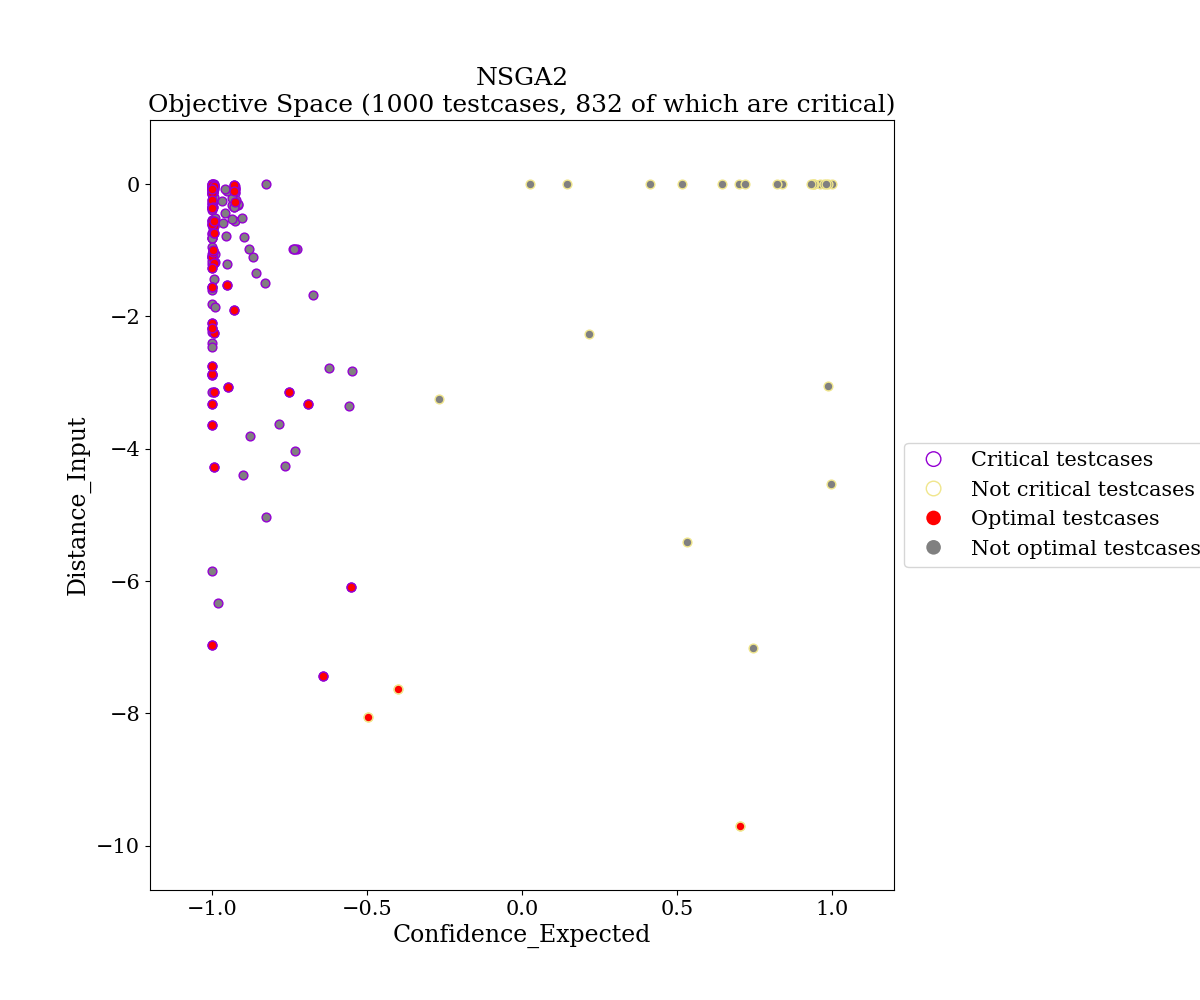 NSGA2
Objective Space (1000 testcases, 832 of which are critical)
0
−2
−4
−6
−8
−10
Distance_Input
−1.0
−0.5
0.0
0.5
1.0
Confidence_Expected
Critical testcases
Not critical testcases
Optimal testcases
Not optimal testcases